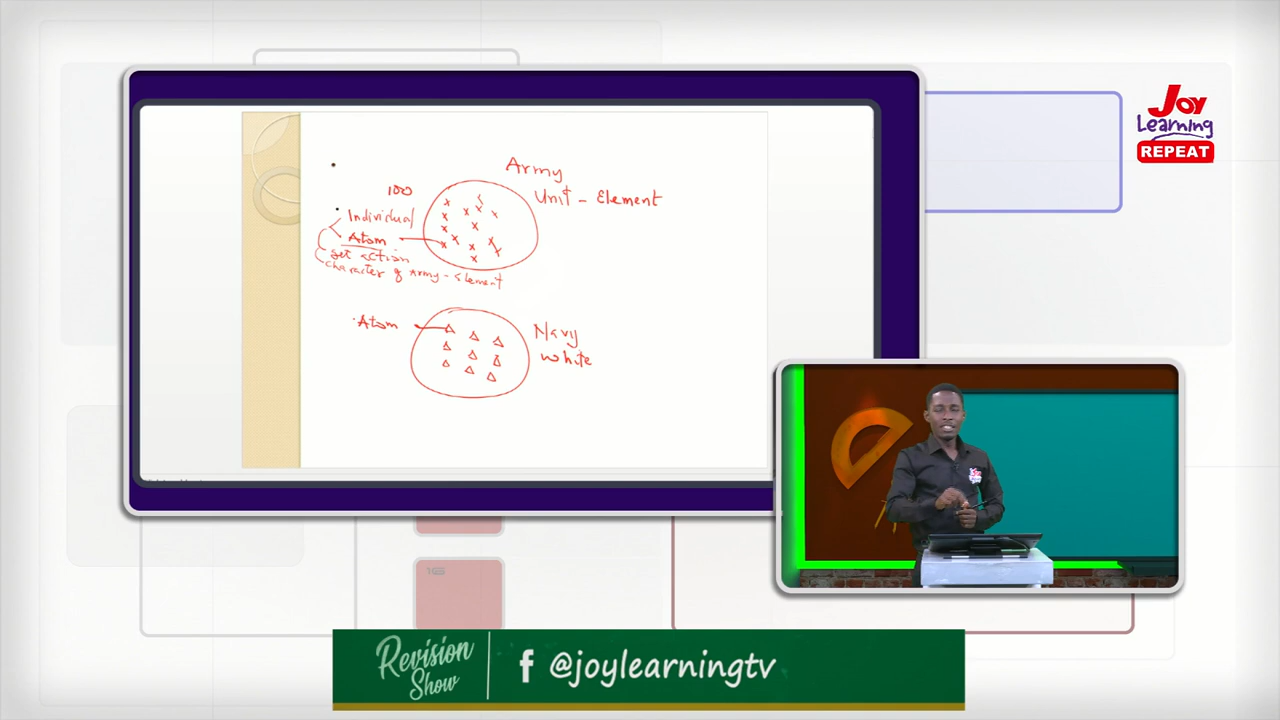 Joy
Learning
REPEAT
Army
100
Unit - Element
Individual
Atom
Set action
character of Army - Element
Atom
Navy
white
Revision
Show
f @joylearningtv